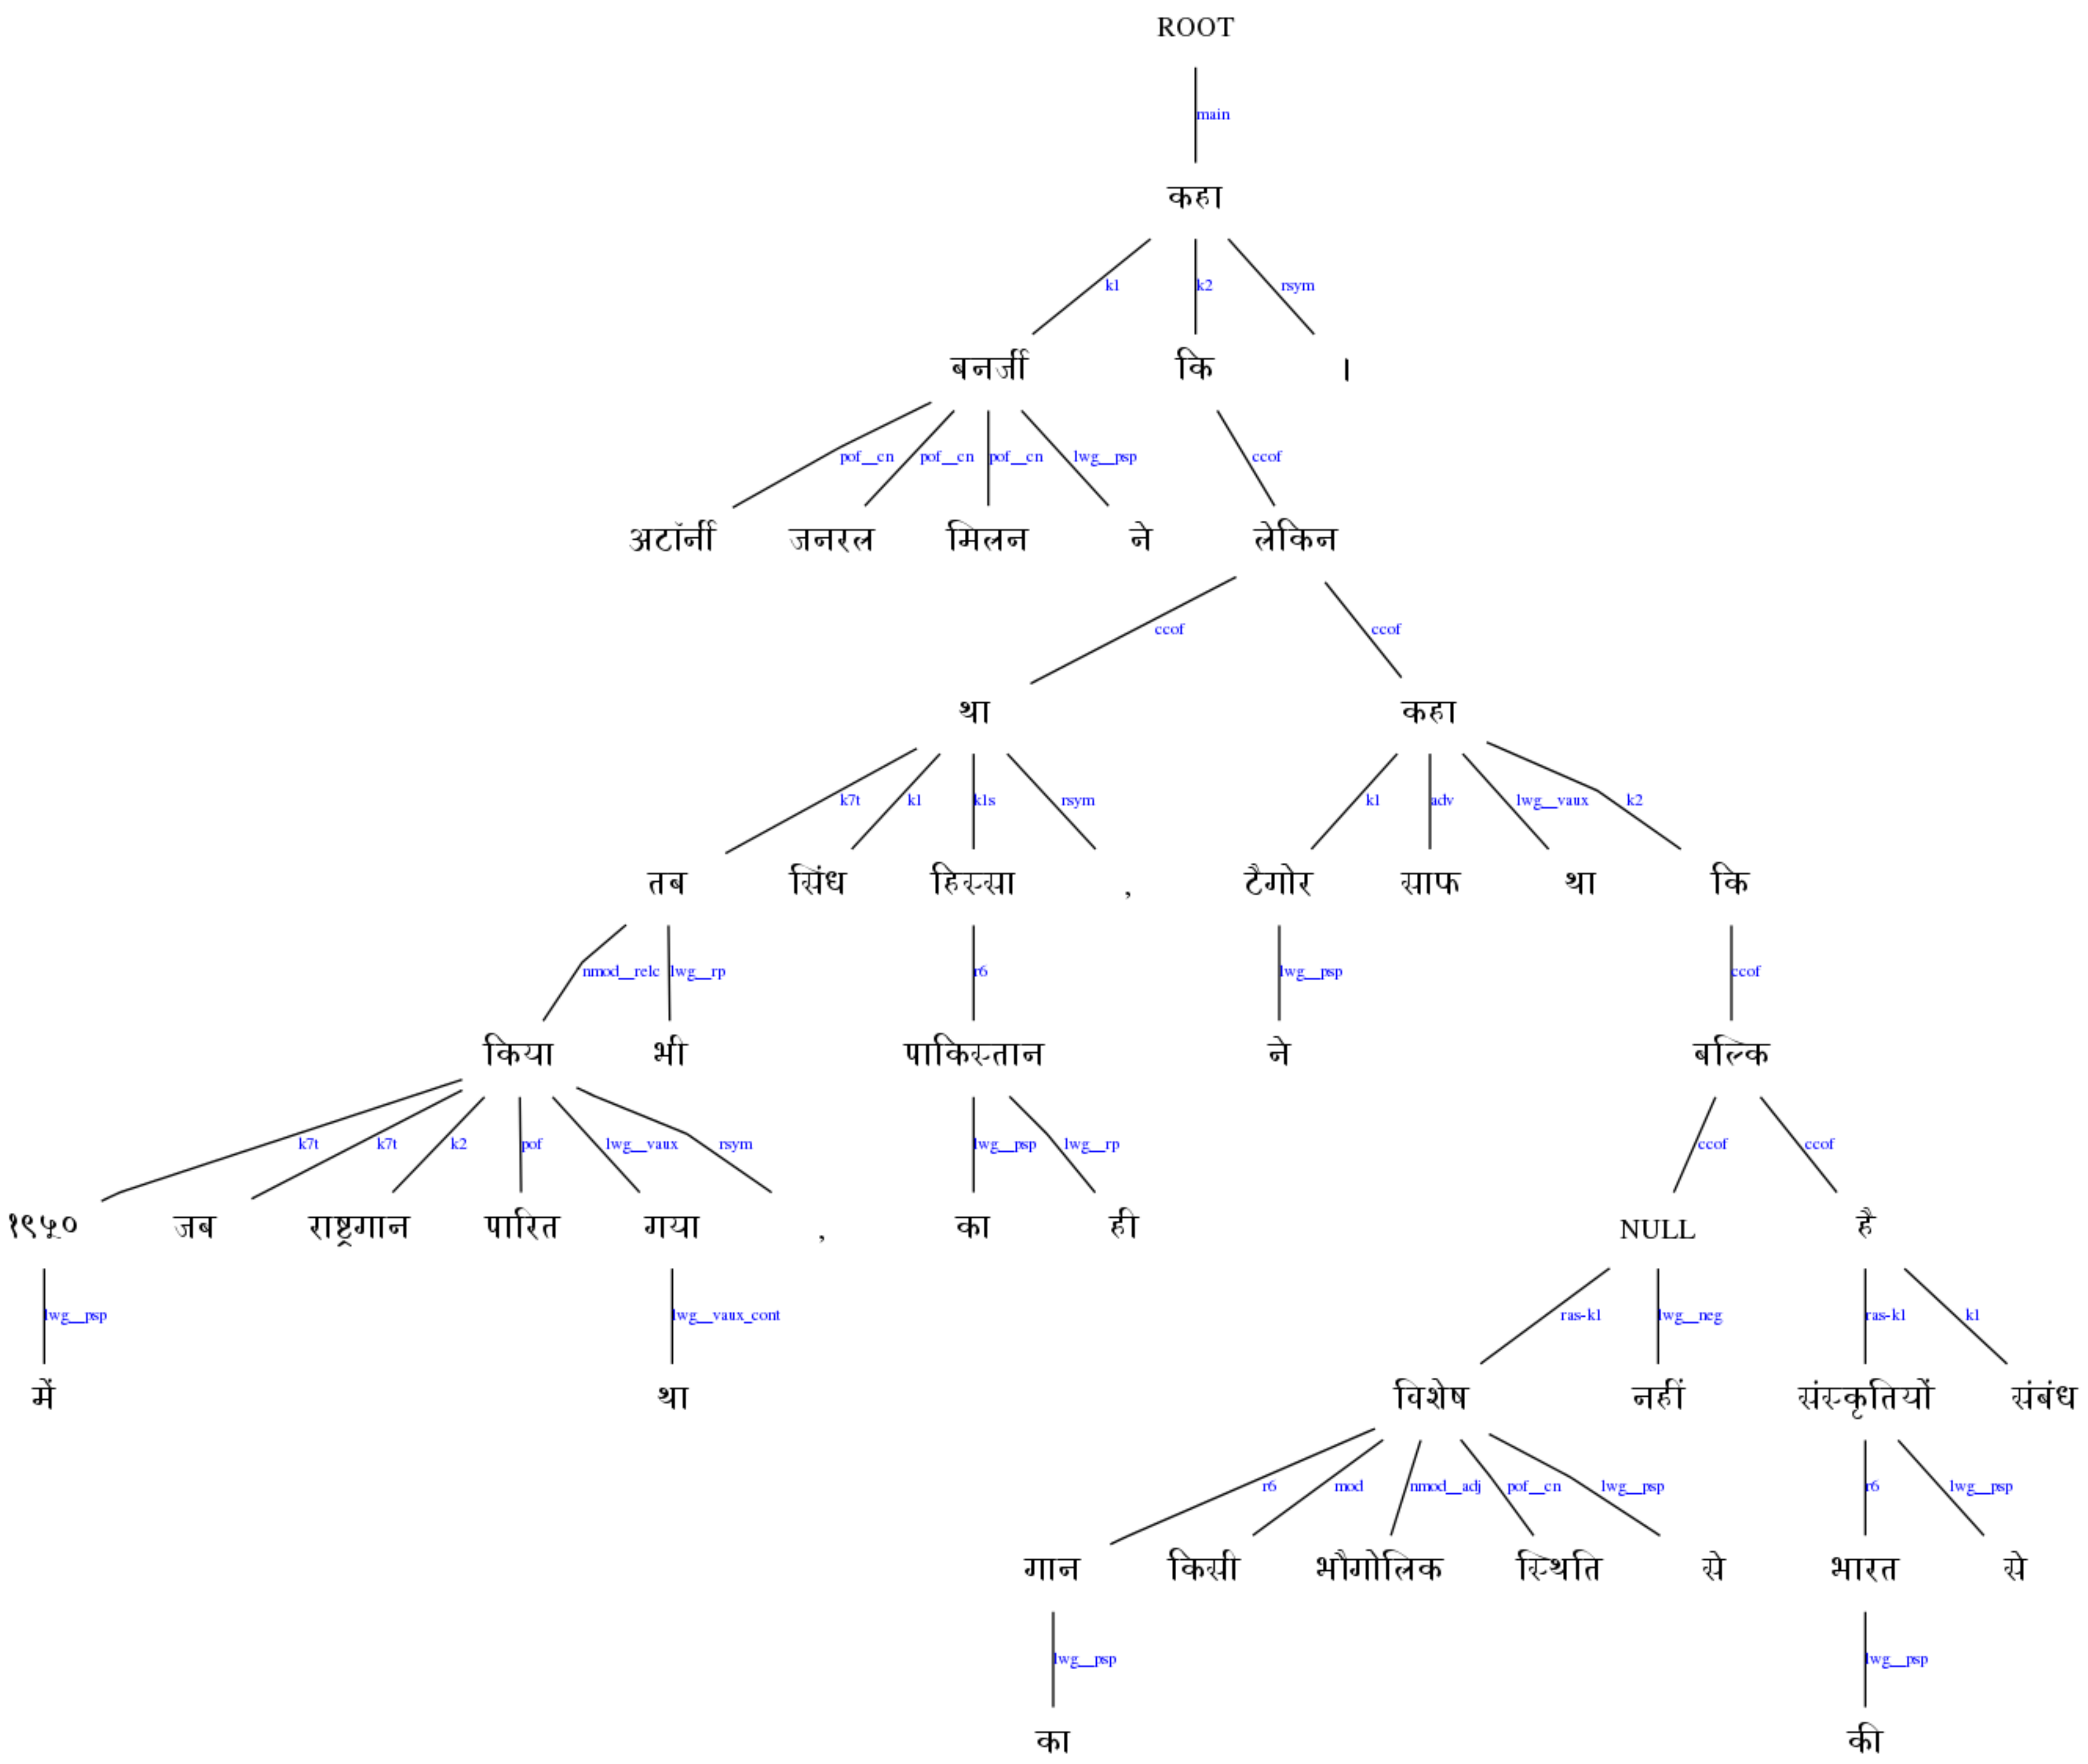 ROOT
main
कहा
k1 k2 rsym
बनर्जी कि ।
pof__cn pof__cn pof__cn lwg__psp ccof
अटॉर्नी जनरल मिलन ने लेकिन
ccof ccof
था कहा
k7t k1 k1s rsym k1 adv lwg__vaux k2
तब सिंध हिस्सा , टैगोर साफ था कि
nmod__relc lwg__rp r6 lwg__psp ccof
किया भी पाकिस्तान ने बल्कि
k7t k7t k2 pof lwg__vaux rsym lwg__psp lwg__rp ccof ccof
१९५० जब राष्ट्रगान पारित गया , का ही NULL है
lwg__psp lwg__vaux_cont ras-k1 lwg__neg ras-k1 k1
में था विशेष नहीं संस्कृतियों संबंध
r6 mod nmod__adj pof__cn lwg__psp r6 lwg__psp
गान किसी भौगोलिक स्थिति से भारत से
lwg__psp lwg__psp
का की